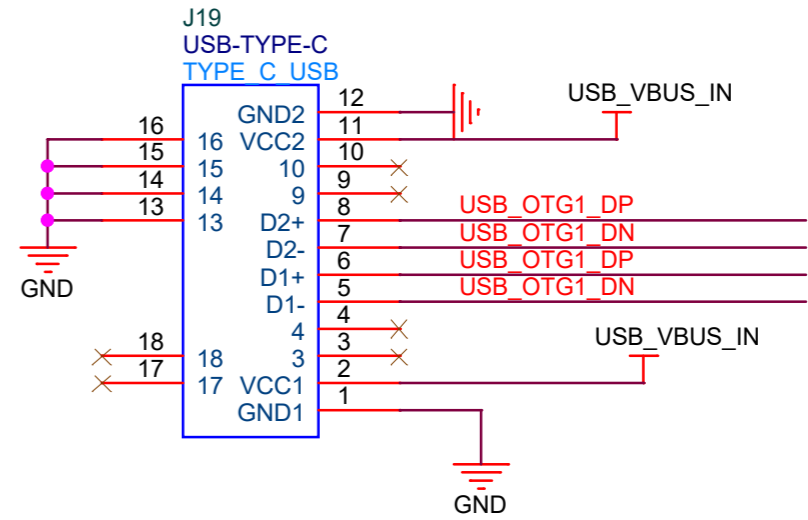 J19
USB-TYPE-C
TYPE_C_USB
12
GND2
USB_VBUS_IN
16
16
VCC2
11
15
15
10
10
14
14
9
9
13
13
D2+
8
USB_OTG1_DP
D2-
7
USB_OTG1_DN
GND
D1+
6
USB_OTG1_DP
D1-
5
USB_OTG1_DN
4
4
USB_VBUS_IN
18
18
3
3
17
17
VCC1
2
GND1
1
GND